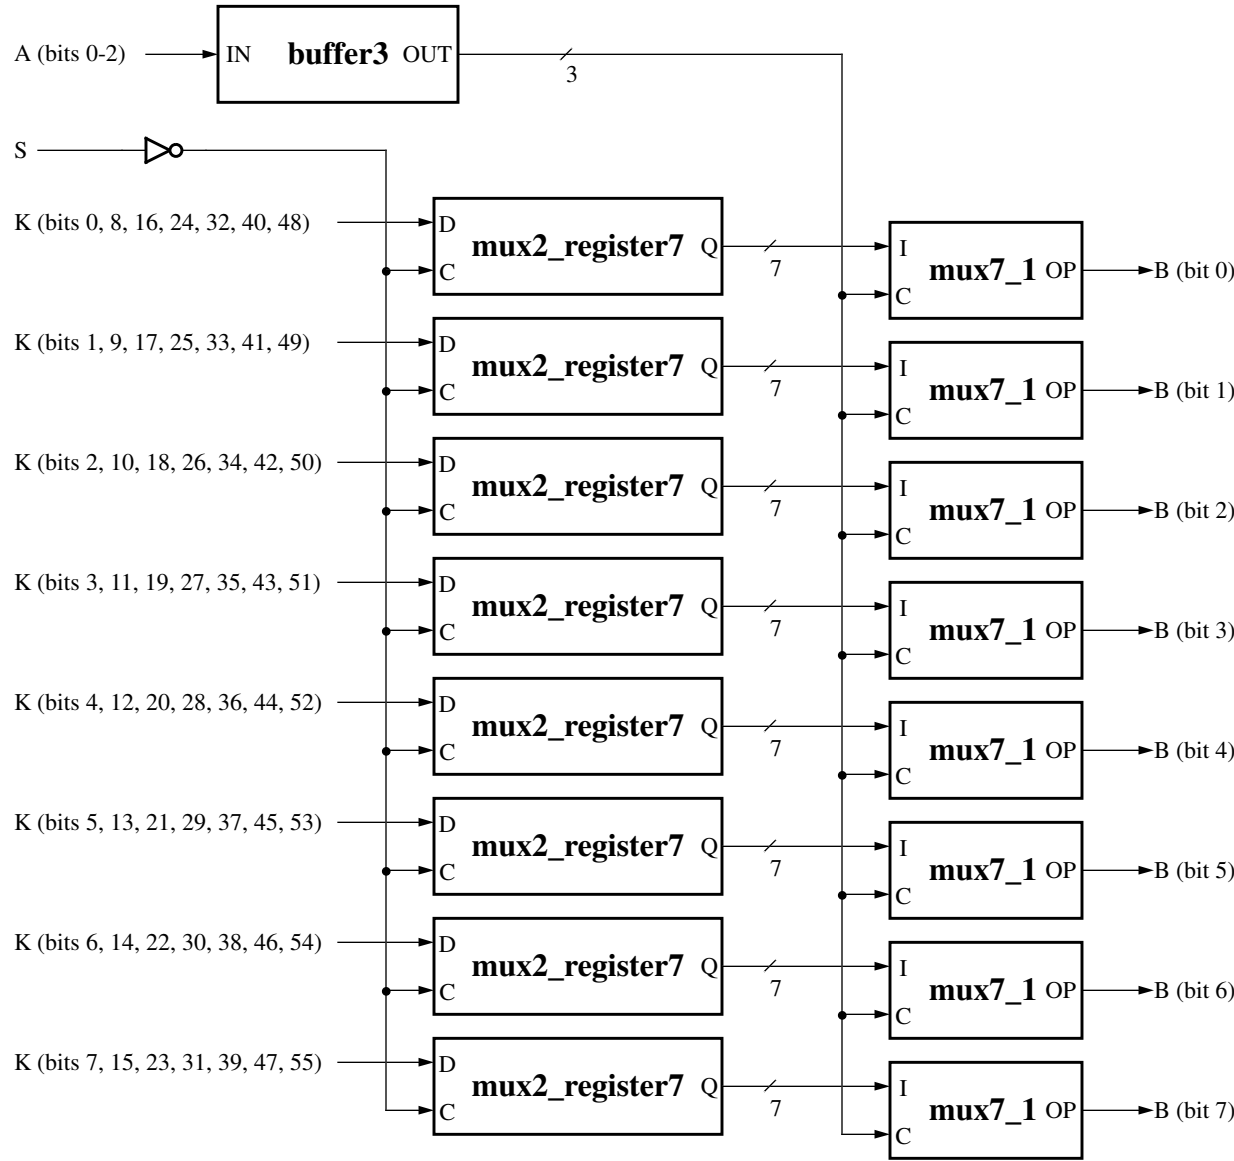 A (bits 0-2) IN buffer3 OUT
3
S
K (bits 0, 8, 16, 24, 32, 40, 48) D mux2_register7 Q C
7
I mux7_1 OP C B (bit 0)
K (bits 1, 9, 17, 25, 33, 41, 49) D mux2_register7 Q C
7
I mux7_1 OP C B (bit 1)
K (bits 2, 10, 18, 26, 34, 42, 50) D mux2_register7 Q C
7
I mux7_1 OP C B (bit 2)
K (bits 3, 11, 19, 27, 35, 43, 51) D mux2_register7 Q C
7
I mux7_1 OP C B (bit 3)
K (bits 4, 12, 20, 28, 36, 44, 52) D mux2_register7 Q C
7
I mux7_1 OP C B (bit 4)
K (bits 5, 13, 21, 29, 37, 45, 53) D mux2_register7 Q C
7
I mux7_1 OP C B (bit 5)
K (bits 6, 14, 22, 30, 38, 46, 54) D mux2_register7 Q C
7
I mux7_1 OP C B (bit 6)
K (bits 7, 15, 23, 31, 39, 47, 55) D mux2_register7 Q C
7
I mux7_1 OP C B (bit 7)